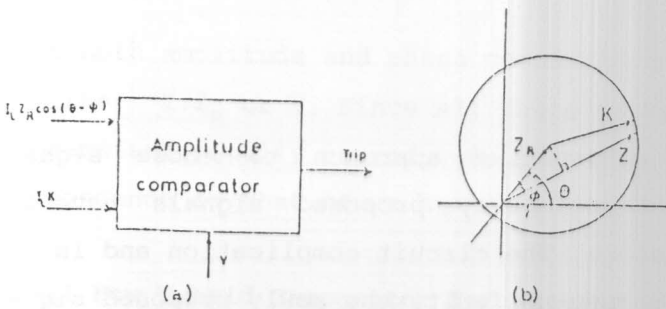 I_L Z_R cos(θ-ψ)
Amplitude
comparator
Trip
I_L K
V
(a)
K
Z_R
Z
φ
θ
(b)